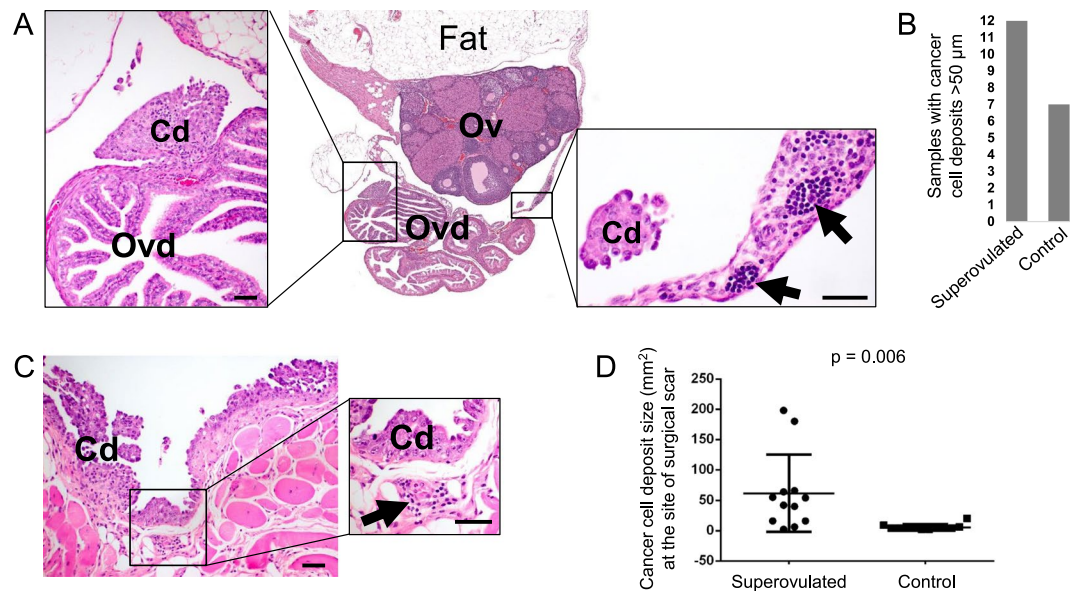 A
Fat
Cd
Ov
Ovd
Ovd
Cd
B
Samples with cancer
cell deposits >50 µm
12
11
10
9
8
7
6
5
4
3
2
1
0
Superovulated
Control
C
Cd
Cd
D
p = 0.006
Cancer cell deposit size (mm²)
at the site of surgical scar
250
200
150
100
50
0
-50
Superovulated
Control